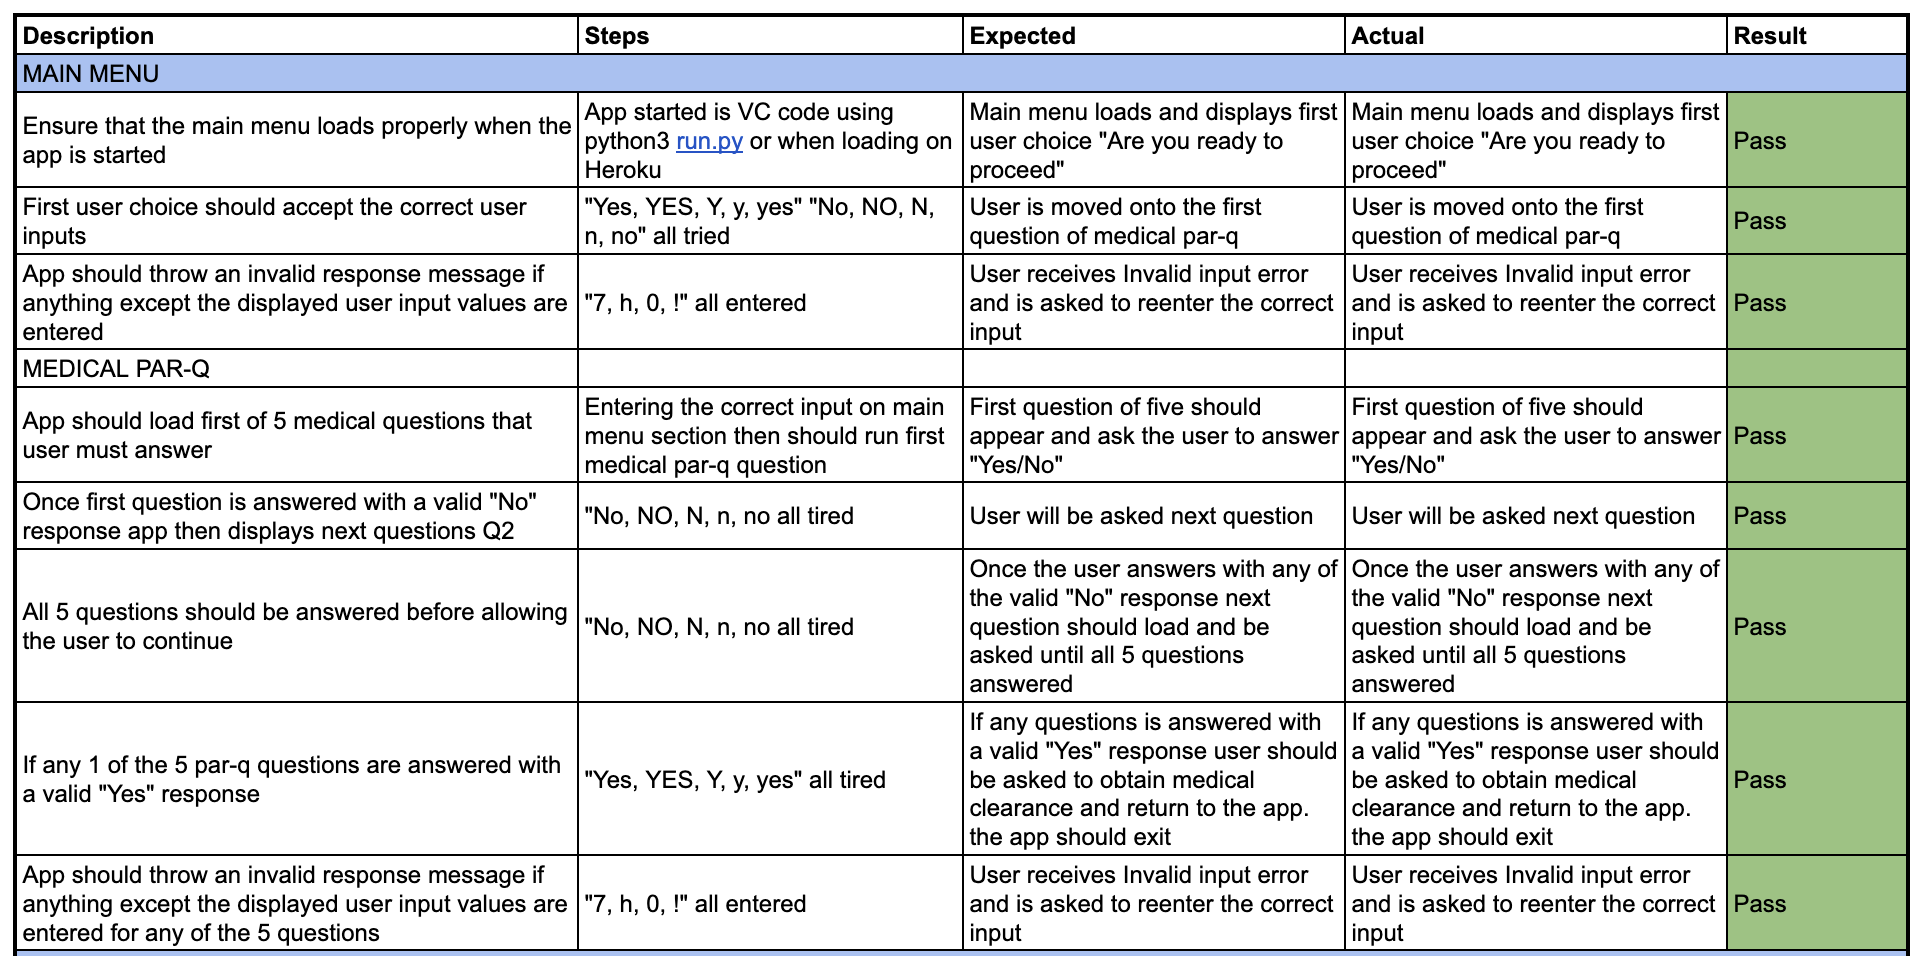 Description Steps Expected Actual Result
MAIN MENU
Ensure that the main menu loads properly when the
app is started
App started is VC code using
python3 run.py or when loading on
Heroku
Main menu loads and displays first
user choice "Are you ready to
proceed"
Main menu loads and displays first
user choice "Are you ready to
proceed"
Pass
First user choice should accept the correct user
inputs
"Yes, YES, Y, y, yes" "No, NO, N,
n, no" all tried
User is moved onto the first
question of medical par-q
User is moved onto the first
question of medical par-q
Pass
App should throw an invalid response message if
anything except the displayed user input values are
entered
"7, h, 0, !" all entered
User receives Invalid input error
and is asked to reenter the correct
input
User receives Invalid input error
and is asked to reenter the correct
input
Pass
MEDICAL PAR-Q
App should load first of 5 medical questions that
user must answer
Entering the correct input on main
menu section then should run first
medical par-q question
First question of five should
appear and ask the user to answer
"Yes/No"
First question of five should
appear and ask the user to answer
"Yes/No"
Pass
Once first question is answered with a valid "No"
response app then displays next questions Q2
"No, NO, N, n, no all tired
User will be asked next question
User will be asked next question
Pass
All 5 questions should be answered before allowing
the user to continue
"No, NO, N, n, no all tired
Once the user answers with any of
the valid "No" response next
question should load and be
asked until all 5 questions
answered
Once the user answers with any of
the valid "No" response next
question should load and be
asked until all 5 questions
answered
Pass
If any 1 of the 5 par-q questions are answered with
a valid "Yes" response
"Yes, YES, Y, y, yes" all tired
If any questions is answered with
a valid "Yes" response user should
be asked to obtain medical
clearance and return to the app.
the app should exit
If any questions is answered with
a valid "Yes" response user should
be asked to obtain medical
clearance and return to the app.
the app should exit
Pass
App should throw an invalid response message if
anything except the displayed user input values are
entered for any of the 5 questions
"7, h, 0, !" all entered
User receives Invalid input error
and is asked to reenter the correct
input
User receives Invalid input error
and is asked to reenter the correct
input
Pass